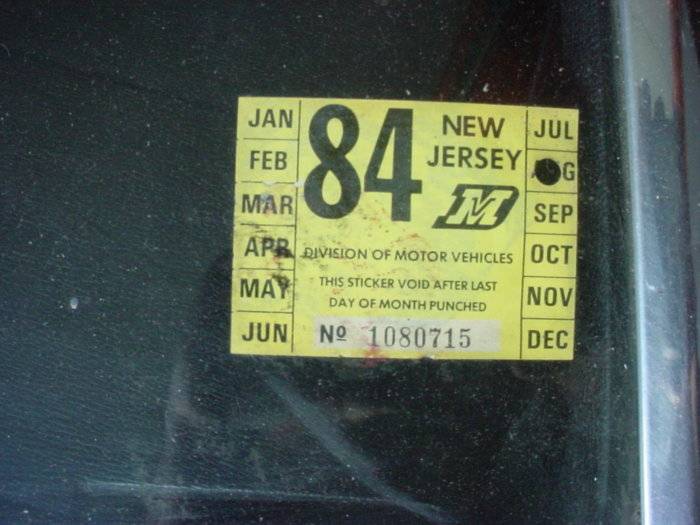 JAN
FEB
MAR
APR
MAY
JUN
84
NEW
JERSEY
M
DIVISION OF MOTOR VEHICLES
THIS STICKER VOID AFTER LAST
DAY OF MONTH PUNCHED
Nº 1080715
JUL
SEP
OCT
NOV
DEC